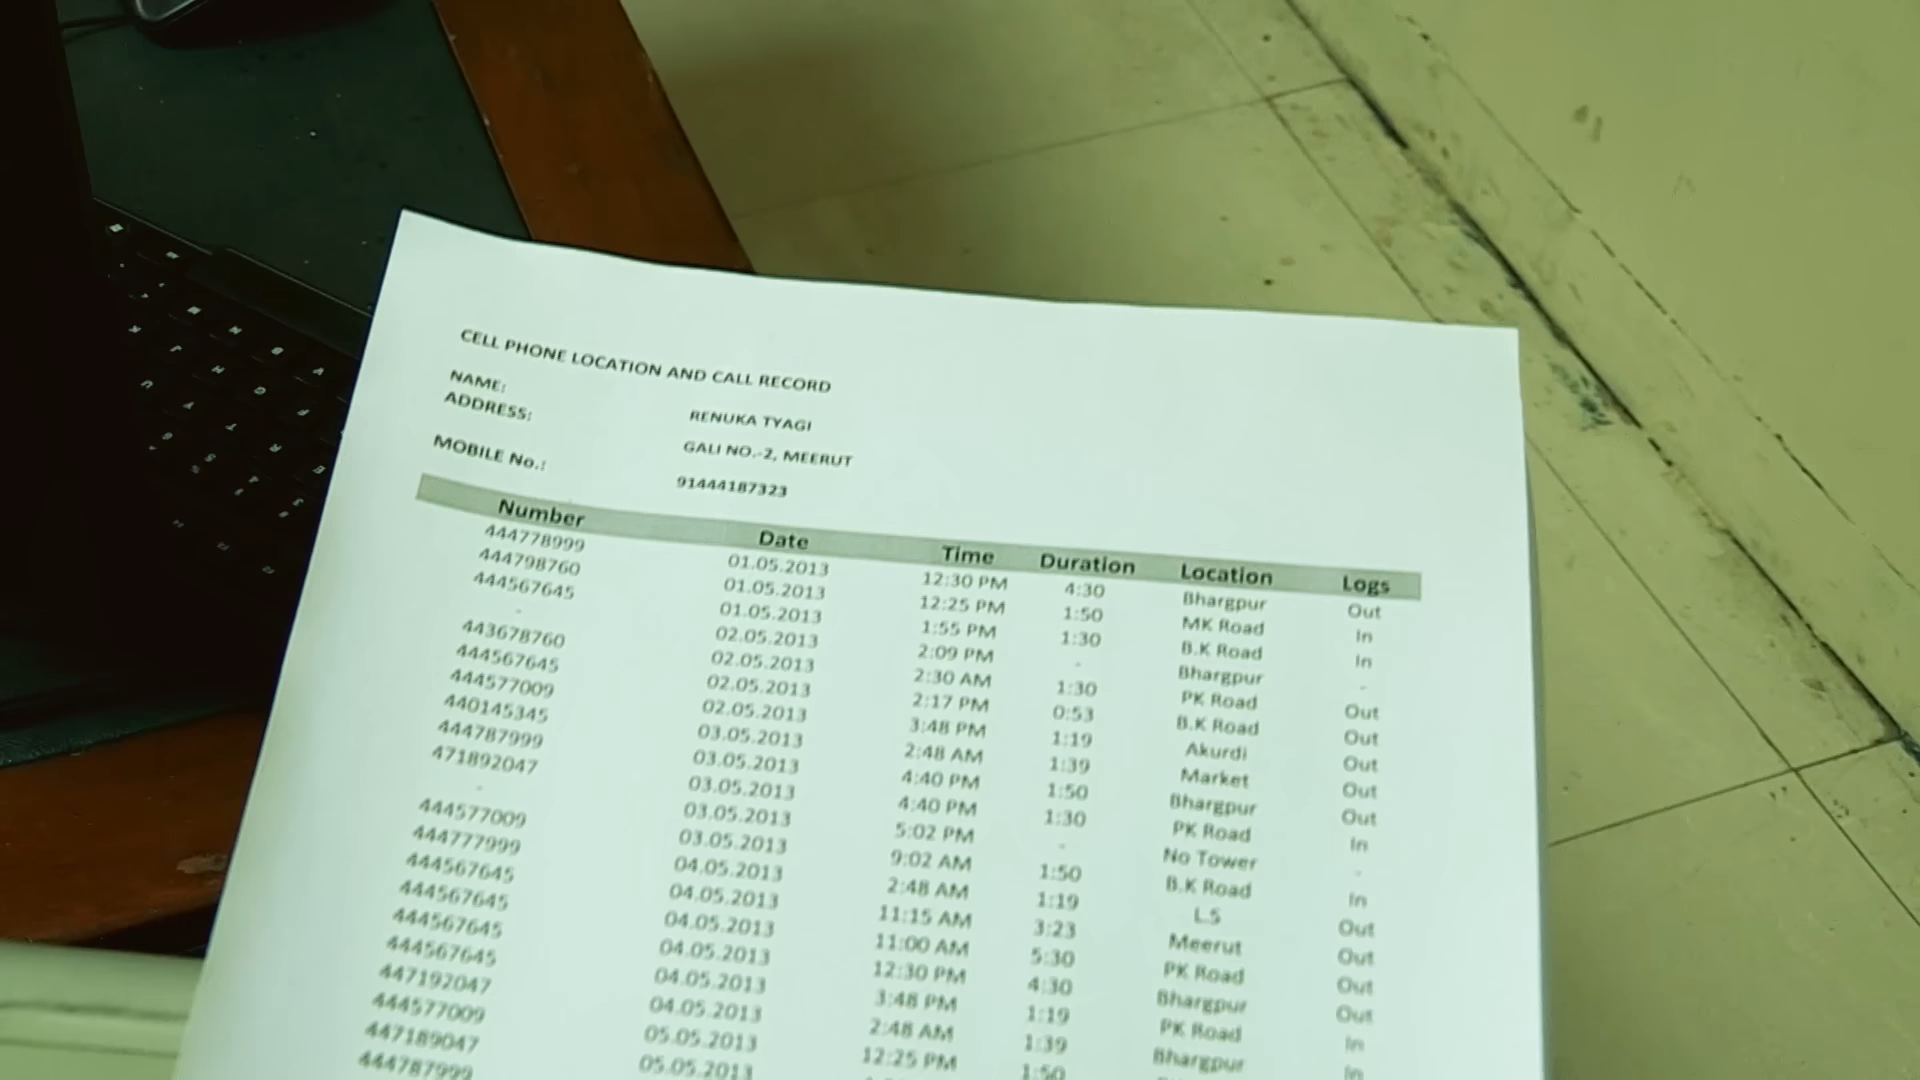 CELL PHONE LOCATION AND CALL RECORD
NAME: RENUKA TYAGI
ADDRESS: GALI NO.-2, MEERUT
MOBILE No.: 91444187323
Number Date Time Duration Location Logs
444778999 01.05.2013 12:30 PM 4:30 Bhargpur Out
444798760 01.05.2013 12:25 PM 1:50 MK Road In
444567645 01.05.2013 1:55 PM 1:30 B.K Road In
- 02.05.2013 2:09 PM - Bhargpur -
443678760 02.05.2013 2:30 AM 1:30 PK Road Out
444567645 02.05.2013 2:17 PM 0:53 B.K Road Out
444577009 02.05.2013 3:48 PM 1:19 Akurdi Out
440145345 03.05.2013 2:48 AM 1:39 Market Out
444787999 03.05.2013 4:40 PM 1:50 Bhargpur Out
471892047 03.05.2013 4:40 PM 1:30 PK Road In
- 03.05.2013 5:02 PM - No Tower -
444577009 03.05.2013 9:02 AM 1:50 B.K Road In
444777999 04.05.2013 2:48 AM 1:19 L.S Out
444567645 04.05.2013 11:15 AM 3:23 Meerut Out
444567645 04.05.2013 11:00 AM 5:30 PK Road Out
444567645 04.05.2013 12:30 PM 4:30 Bhargpur Out
444567645 04.05.2013 3:48 PM 1:19 PK Road In
447192047 04.05.2013 2:48 AM 1:39 Bhargpur In
444577009 05.05.2013 12:25 PM 1:50
447189047 05.05.2013
444787999